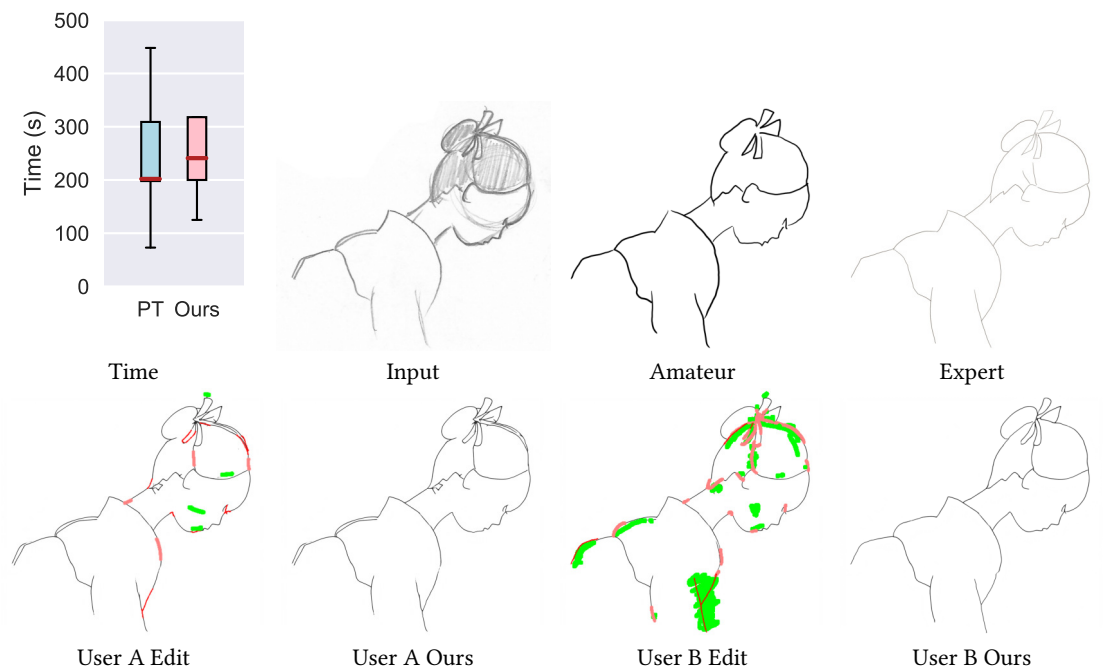 500
400
300
200
100
0
Time (s)
PT Ours
Time
Input
Amateur
Expert
User A Edit
User A Ours
User B Edit
User B Ours